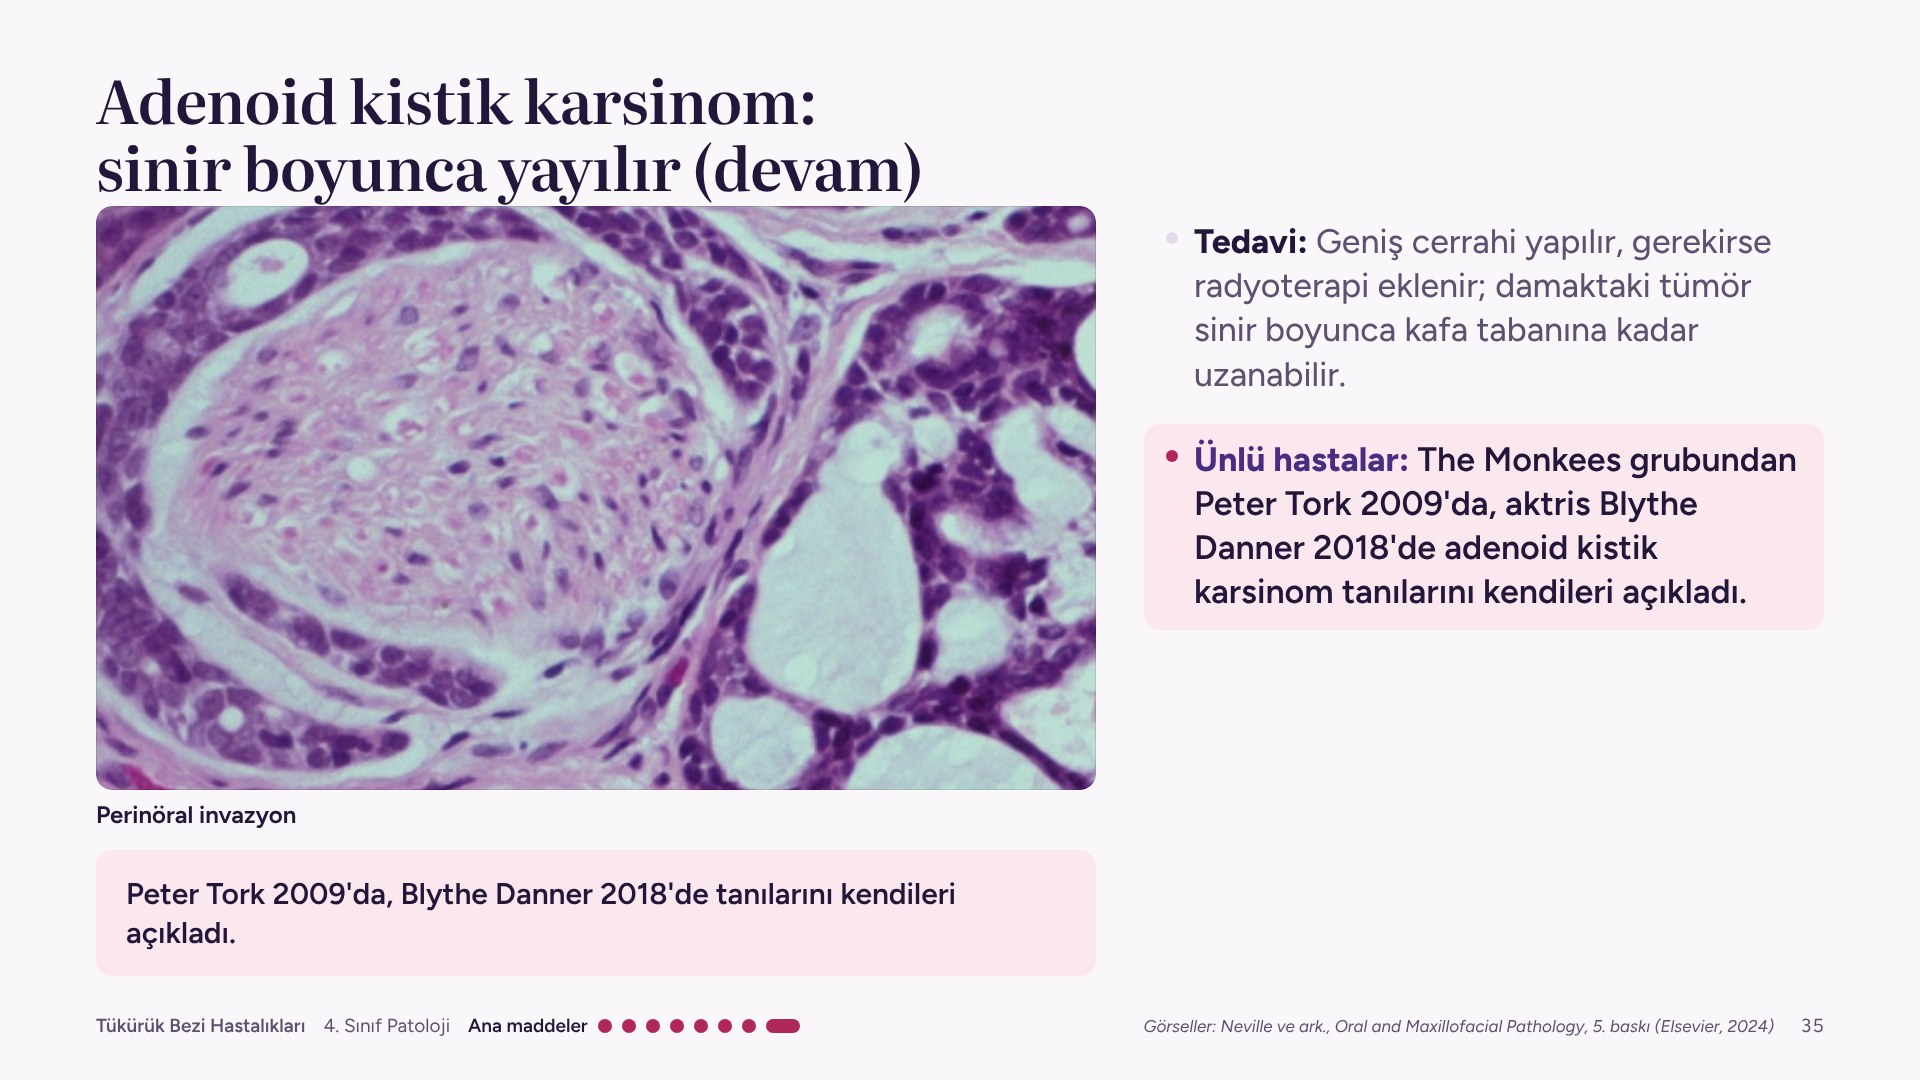 Adenoid kistik karsinom:
sinir boyunca yayılır (devam)
Tedavi: Geniş cerrahi yapılır, gerekirse
radyoterapi eklenir; damaktaki tümör
sinir boyunca kafa tabanına kadar
uzanabilir.
Ünlü hastalar: The Monkees grubundan
Peter Tork 2009'da, aktris Blythe
Danner 2018'de adenoid kistik
karsinom tanılarını kendileri açıkladı.
Perinöral invazyon
Peter Tork 2009'da, Blythe Danner 2018'de tanılarını kendileri
açıkladı.
Tükürük Bezi Hastalıkları 4. Sınıf Patoloji Ana maddeler
Görseller: Neville ve ark., Oral and Maxillofacial Pathology, 5. baskı (Elsevier, 2024) 35